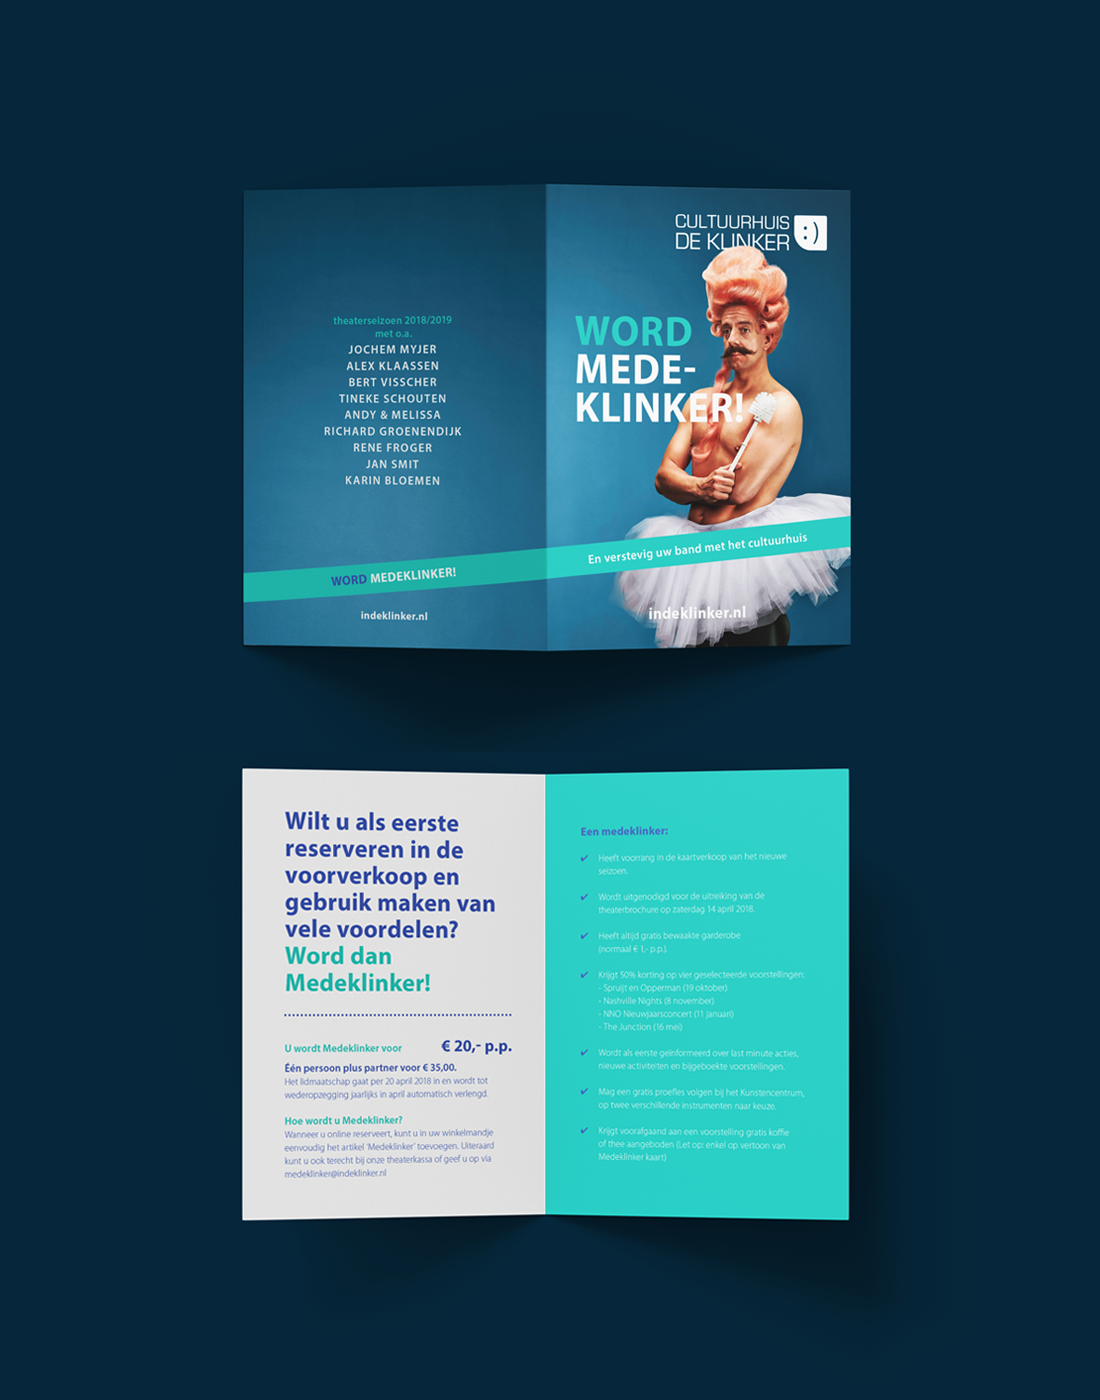 theaterseizoen 2018/2019
met o.a.
JOCHEM MYJER
ALEX KLAASSEN
BERT VISSCHER
TINEKE SCHOUTEN
ANDY & MELISSA
RICHARD GROENENDIJK
RENE FROGER
JAN SMIT
KARIN BLOEMEN
WORD MEDEKLINKER!
indeklinker.nl
CULTUURHUIS
DE KLINKER :)
WORD
MEDE-
KLINKER!
En verstevig uw band met het cultuurhuis
indeklinker.nl
Wilt u als eerste
reserveren in de
voorverkoop en
gebruik maken van
vele voordelen?
Word dan
Medeklinker!
U wordt Medeklinker voor € 20,- p.p.
Één persoon plus partner voor € 35,00.
Het lidmaatschap gaat per 20 april 2018 in en wordt tot
wederopzegging jaarlijks in april automatisch verlengd.
Hoe wordt u Medeklinker?
Wanneer u online reserveert, kunt u in uw winkelmandje
eenvoudig het artikel 'Medeklinker' toevoegen. Uiteraard
kunt u ook terecht bij onze theaterkassa of geef u op via
medeklinker@indeklinker.nl
Een medeklinker:
✔ Heeft voorrang in de kaartverkoop van het nieuwe
seizoen.
✔ Wordt uitgenodigd voor de uitreiking van de
theaterbrochure op zaterdag 14 april 2018.
✔ Heeft altijd gratis bewaakte garderobe
(normaal € 1,- p.p.).
✔ Krijgt 50% korting op vier geselecteerde voorstellingen:
- Spruijt en Opperman (19 oktober)
- Nashville Nights (8 november)
- NNO Nieuwjaarsconcert (11 januari)
- The Junction (16 mei)
✔ Wordt als eerste geïnformeerd over last minute acties,
nieuwe activiteiten en bijgeboekte voorstellingen.
✔ Mag een gratis proefles volgen bij het Kunstencentrum,
op twee verschillende instrumenten naar keuze.
✔ Krijgt voorafgaand aan een voorstelling gratis koffie
of thee aangeboden (Let op: enkel op vertoon van
Medeklinker kaart)